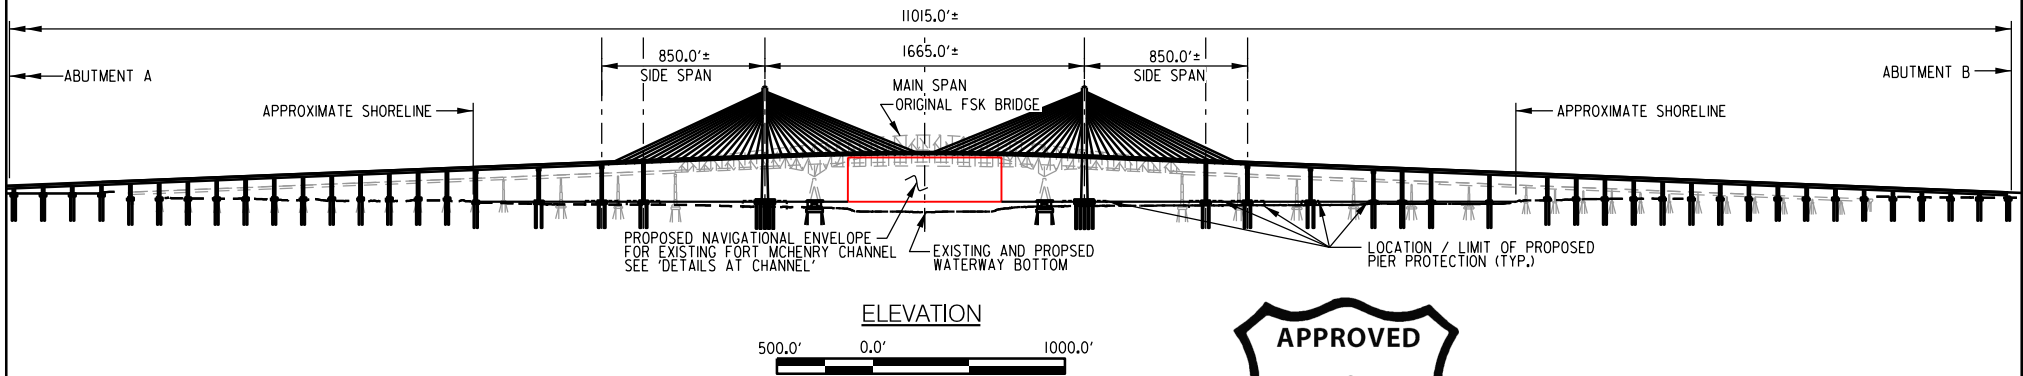 11015.0'±
850.0'±
SIDE SPAN
1665.0'±
MAIN SPAN
850.0'±
SIDE SPAN
ABUTMENT A
ABUTMENT B
APPROXIMATE SHORELINE
ORIGINAL FSK BRIDGE
APPROXIMATE SHORELINE
PROPOSED NAVIGATIONAL ENVELOPE
FOR EXISTING FORT MCHENRY CHANNEL
SEE 'DETAILS AT CHANNEL'
EXISTING AND PROPSED
WATERWAY BOTTOM
LOCATION / LIMIT OF PROPOSED
PIER PROTECTION (TYP.)
ELEVATION
500.0' 0.0' 1000.0'
APPROVED